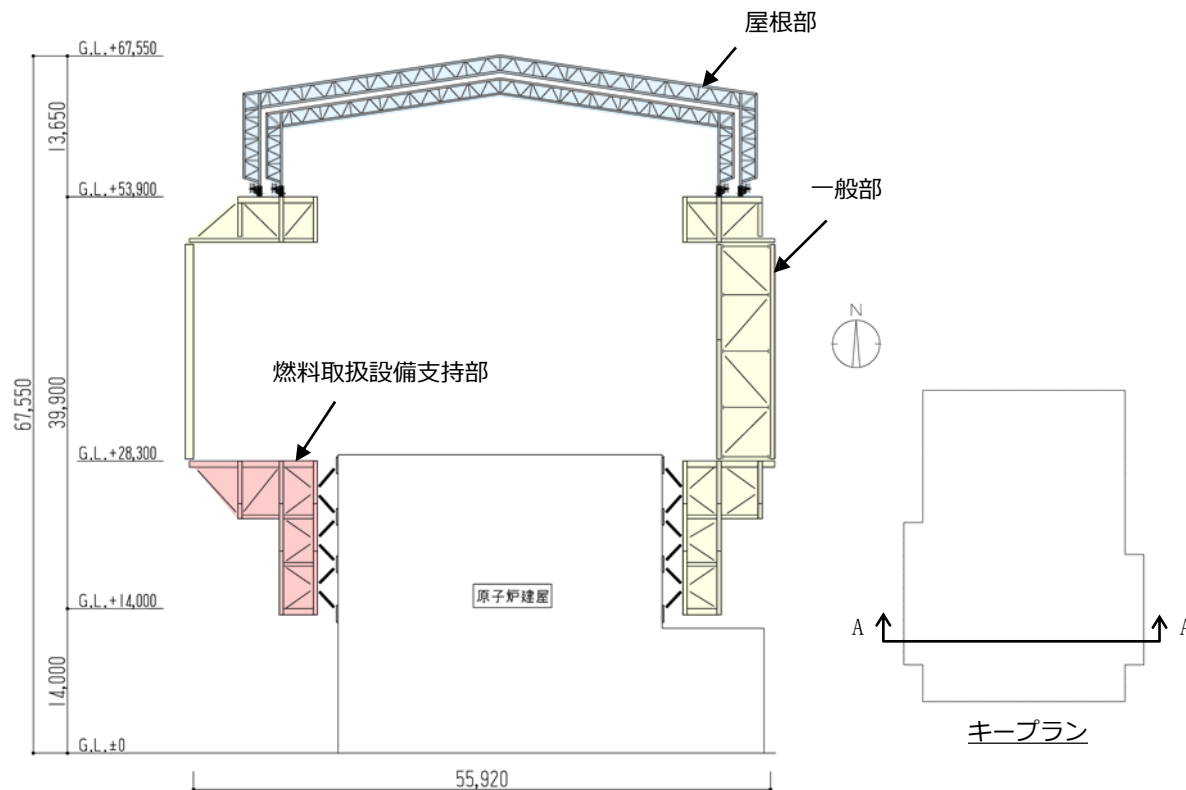 屋根部
G.L.+67,550
13,650
G.L.+53,900
一般部
N
燃料取扱設備支持部
67,550
39,900
G.L.+28,300
原子炉建屋
G.L.+14,000
A
A
14,000
キープラン
G.L.±0
55,920